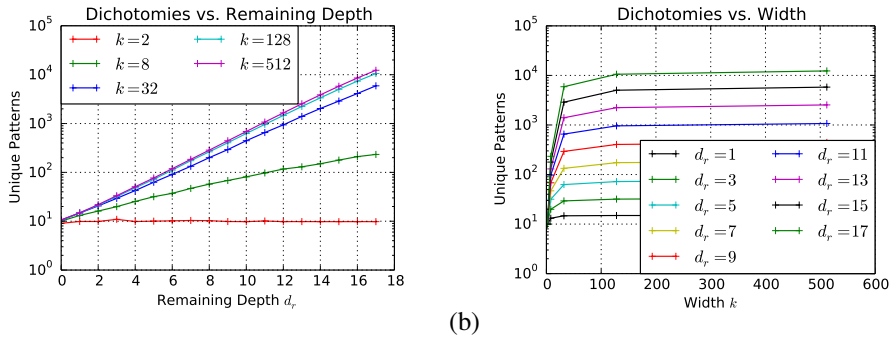 Dichotomies vs. Remaining Depth
Unique Patterns
10^5
10^4
10^3
10^2
10^1
10^0
k=2
k=8
k=32
k=128
k=512
0 2 4 6 8 10 12 14 16 18
Remaining Depth d_r
Dichotomies vs. Width
Unique Patterns
10^5
10^4
10^3
10^2
10^1
10^0
d_r=1
d_r=3
d_r=5
d_r=7
d_r=9
d_r=11
d_r=13
d_r=15
d_r=17
0 100 200 300 400 500 600
Width k
(b)